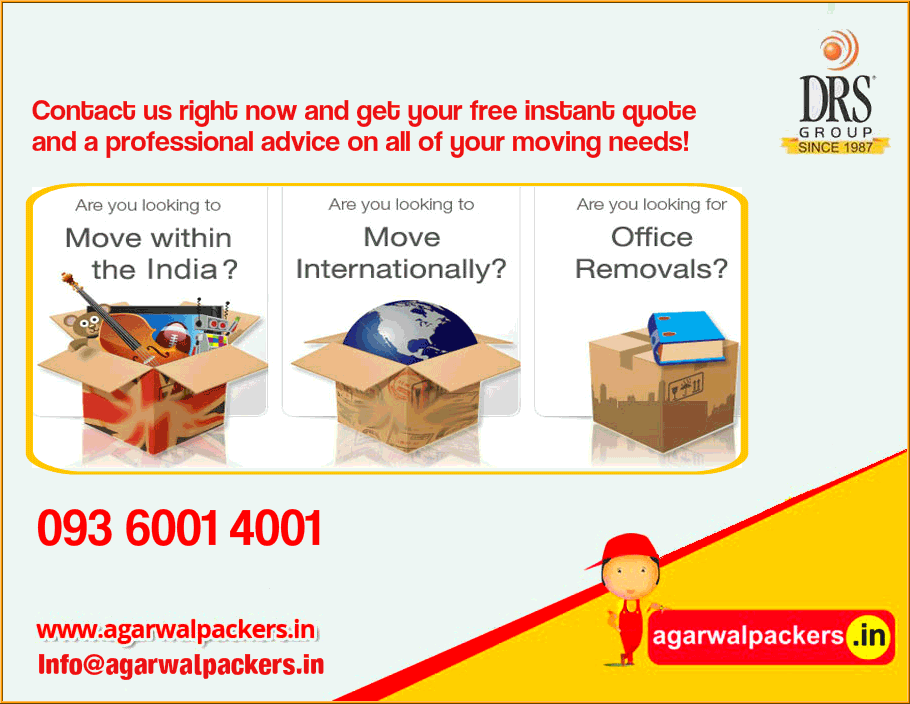 DRS
GROUP
SINCE 1987
Contact us right now and get your free instant quote
and a professional advice on all of your moving needs!
Are you looking to
Move within
the India?
Are you looking to
Move
Internationally?
Are you looking for
Office
Removals?
093 6001 4001
www.agarwalpackers.in
Info@agarwalpackers.in
agarwalpackers.in